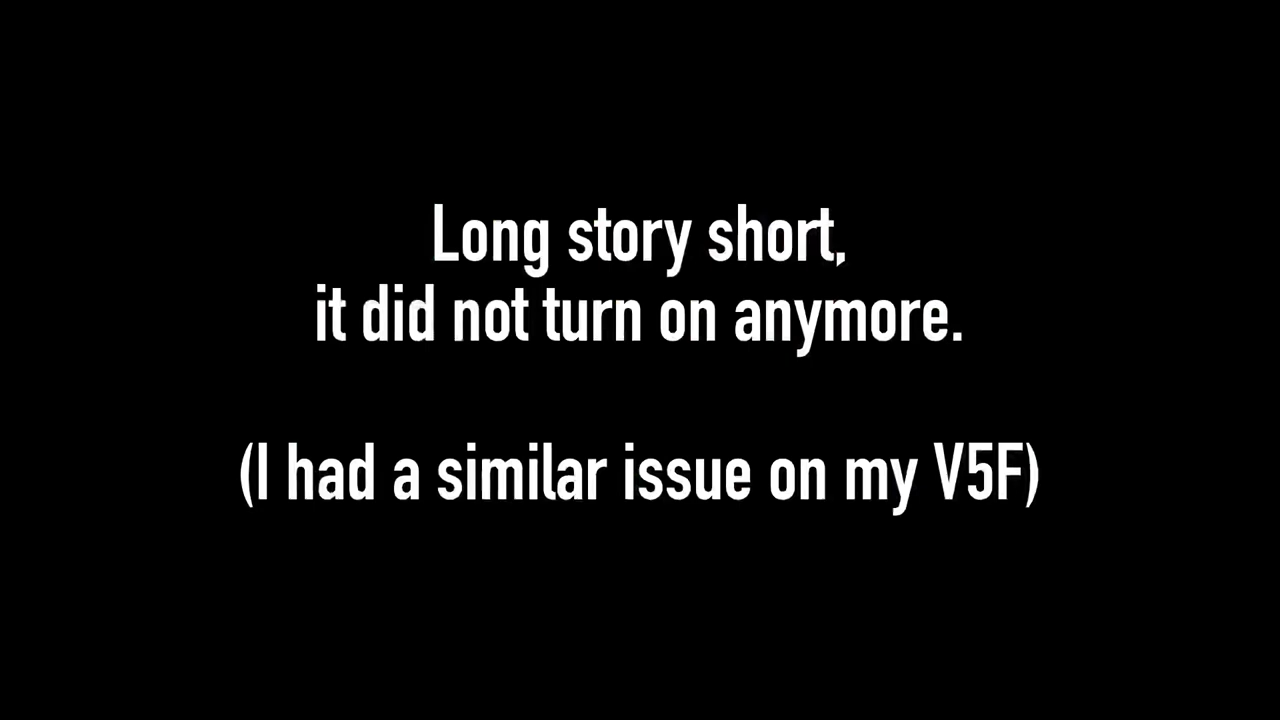 Long story short,
it did not turn on anymore.
(I had a similar issue on my V5F)